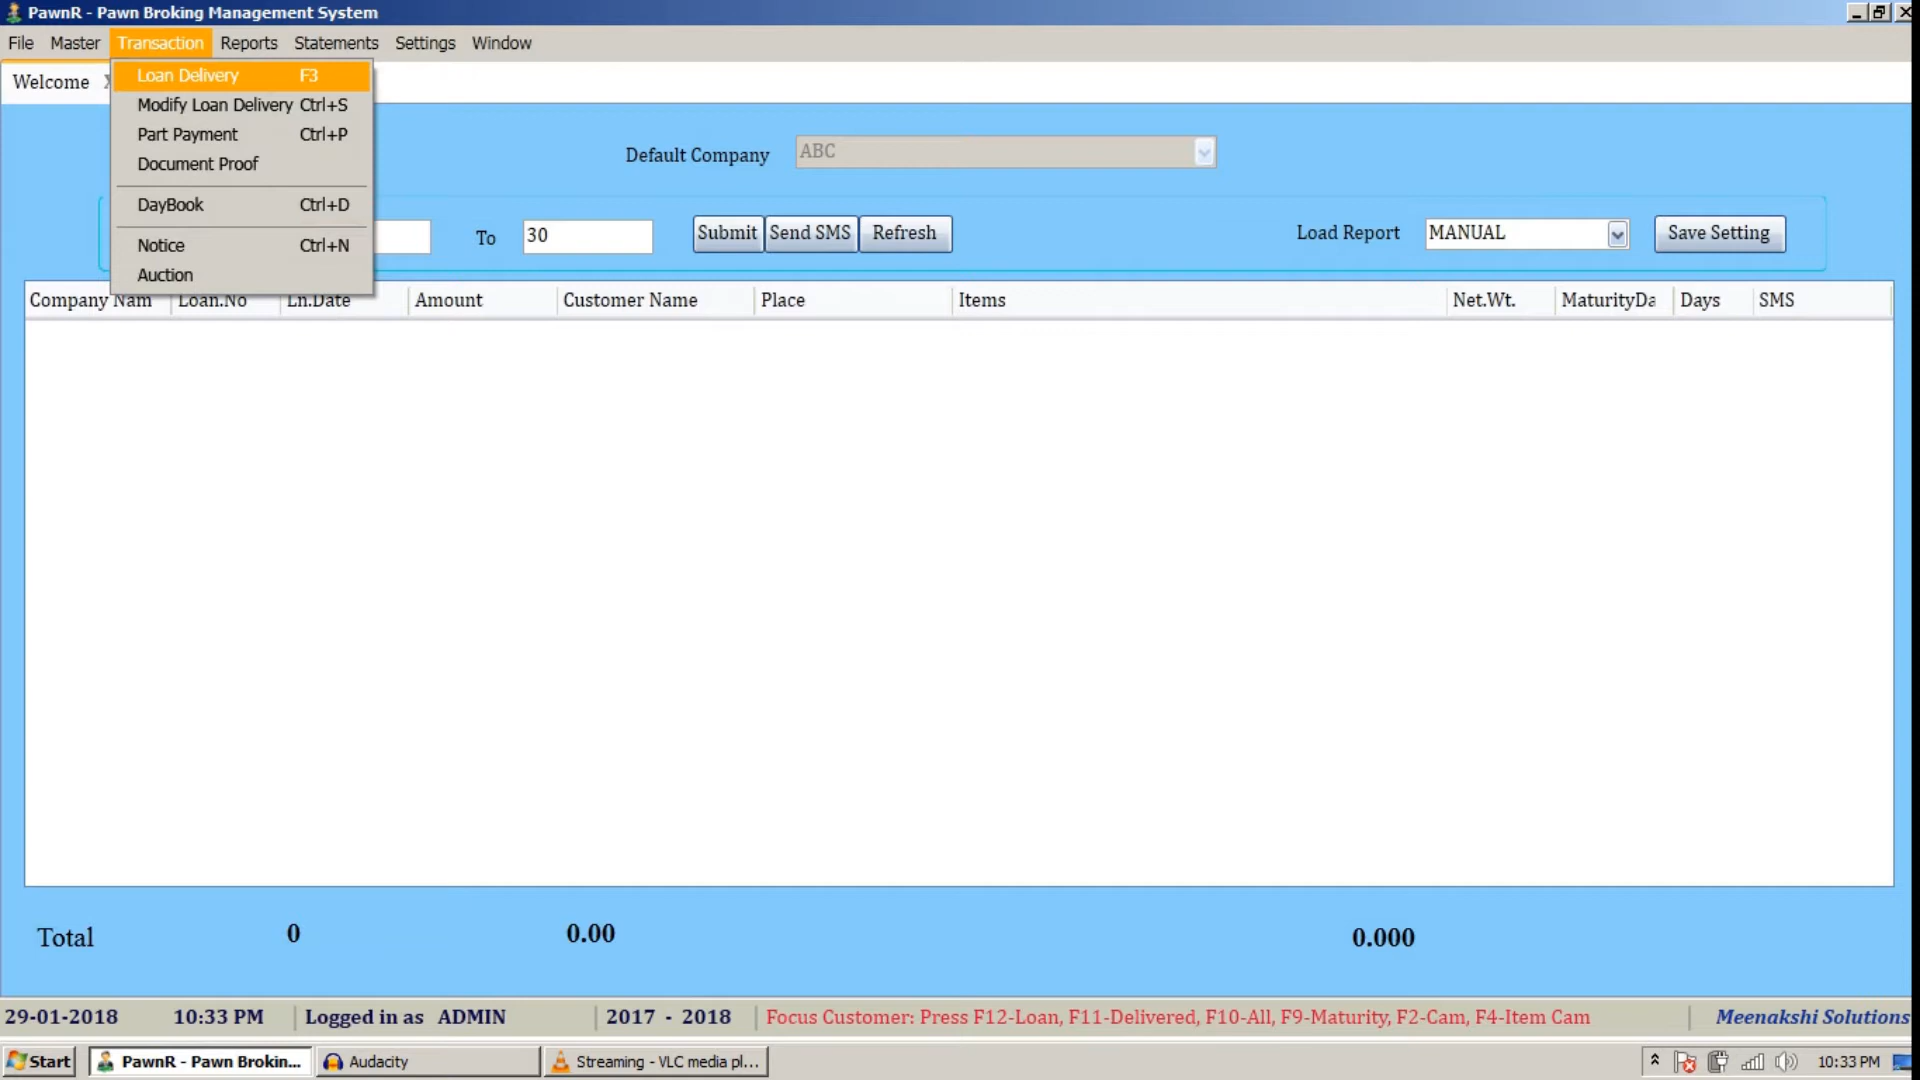 PawnR - Pawn Broking Management System
File Master Transaction Reports Statements Settings Window
Welcome
Loan Delivery F3
Modify Loan Delivery Ctrl+S
Part Payment Ctrl+P
Document Proof
DayBook Ctrl+D
Notice Ctrl+N
Auction
Default Company ABC
To 30 Submit Send SMS Refresh Load Report MANUAL Save Setting
Company Nam Loan.No Ln.Date Amount Customer Name Place Items Net.Wt. MaturityDa Days SMS
Total 0 0.00 0.000
29-01-2018 10:33 PM Logged in as ADMIN 2017 - 2018 Focus Customer: Press F12-Loan, F11-Delivered, F10-All, F9-Maturity, F2-Cam, F4-Item Cam Meenakshi Solutions
Start PawnR - Pawn Brokin... Audacity Streaming - VLC media pl... 10:33 PM